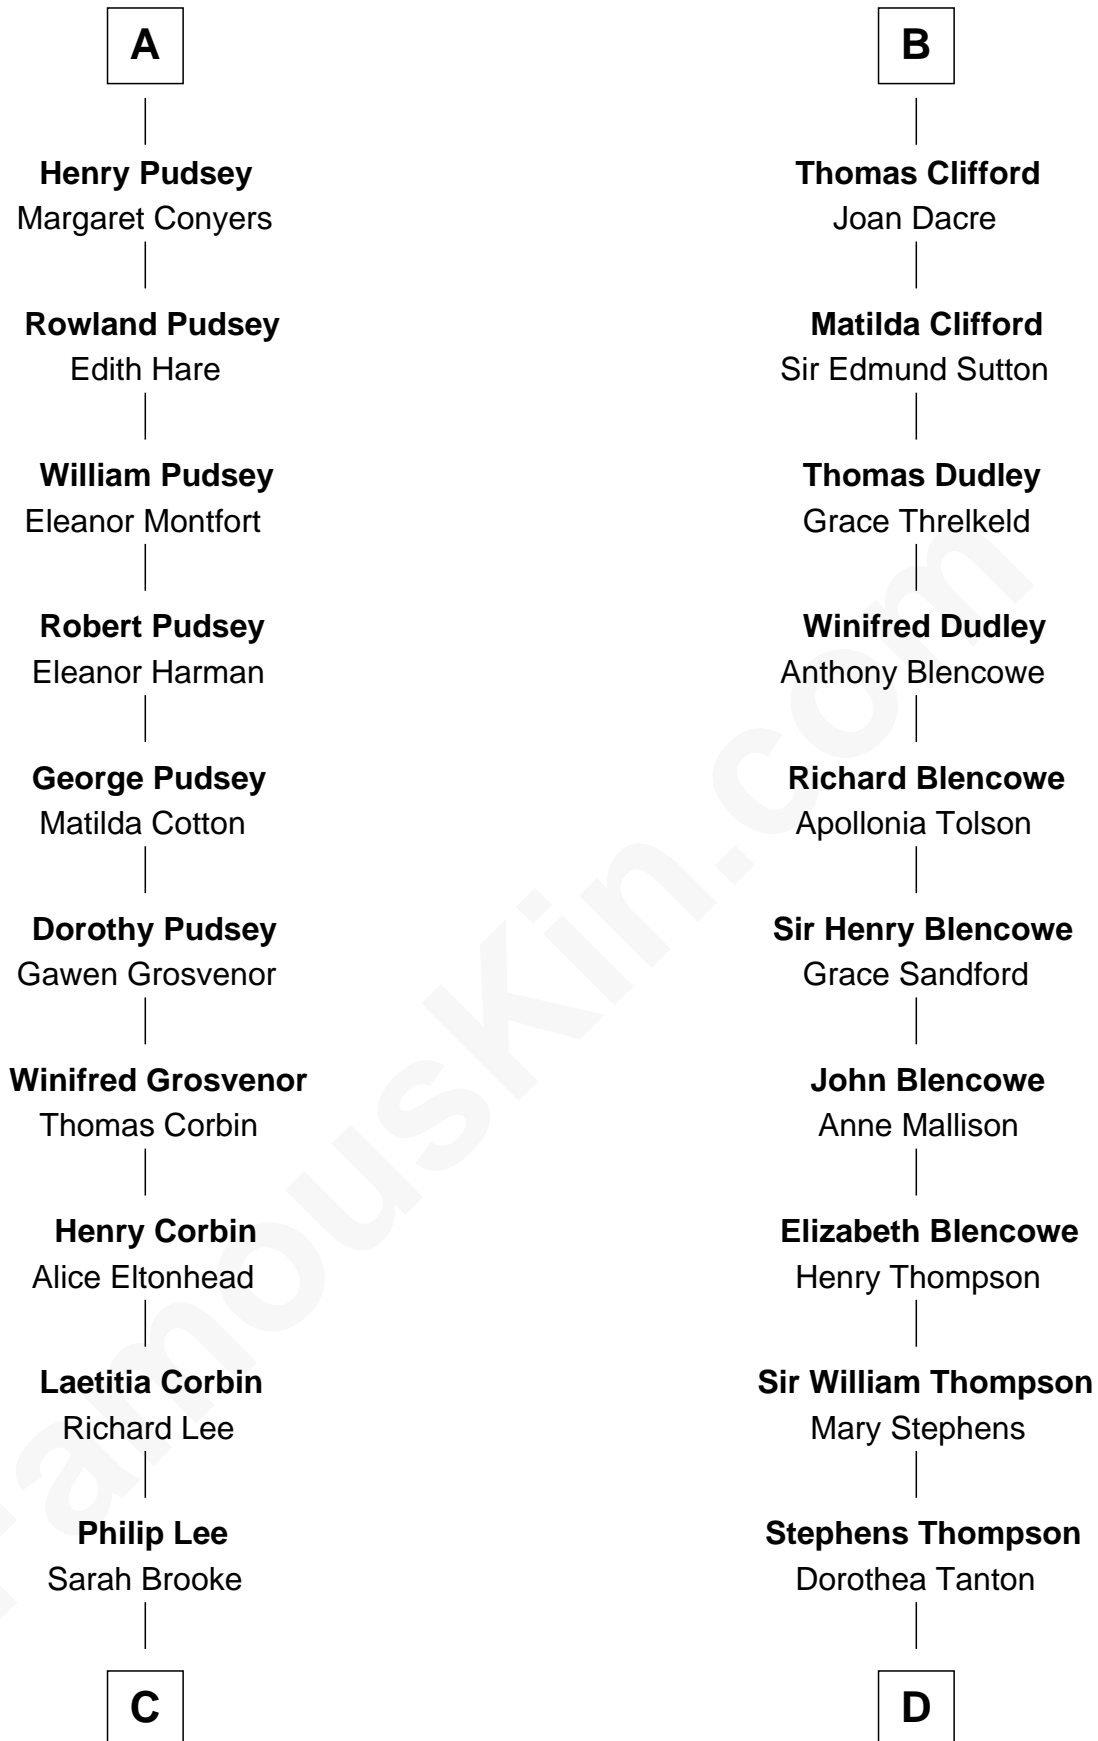 A
Henry Pudsey
Margaret Conyers
Rowland Pudsey
Edith Hare
William Pudsey
Eleanor Montfort
Robert Pudsey
Eleanor Harman
George Pudsey
Matilda Cotton
Dorothy Pudsey
Gawen Grosvenor
Winifred Grosvenor
Thomas Corbin
Henry Corbin
Alice Eltonhead
Laetitia Corbin
Richard Lee
Philip Lee
Sarah Brooke
C
B
Thomas Clifford
Joan Dacre
Matilda Clifford
Sir Edmund Sutton
Thomas Dudley
Grace Threlkeld
Winifred Dudley
Anthony Blencowe
Richard Blencowe
Apollonia Tolson
Sir Henry Blencowe
Grace Sandford
John Blencowe
Anne Mallison
Elizabeth Blencowe
Henry Thompson
Sir William Thompson
Mary Stephens
Stephens Thompson
Dorothea Tanton
D
FamousKin.com